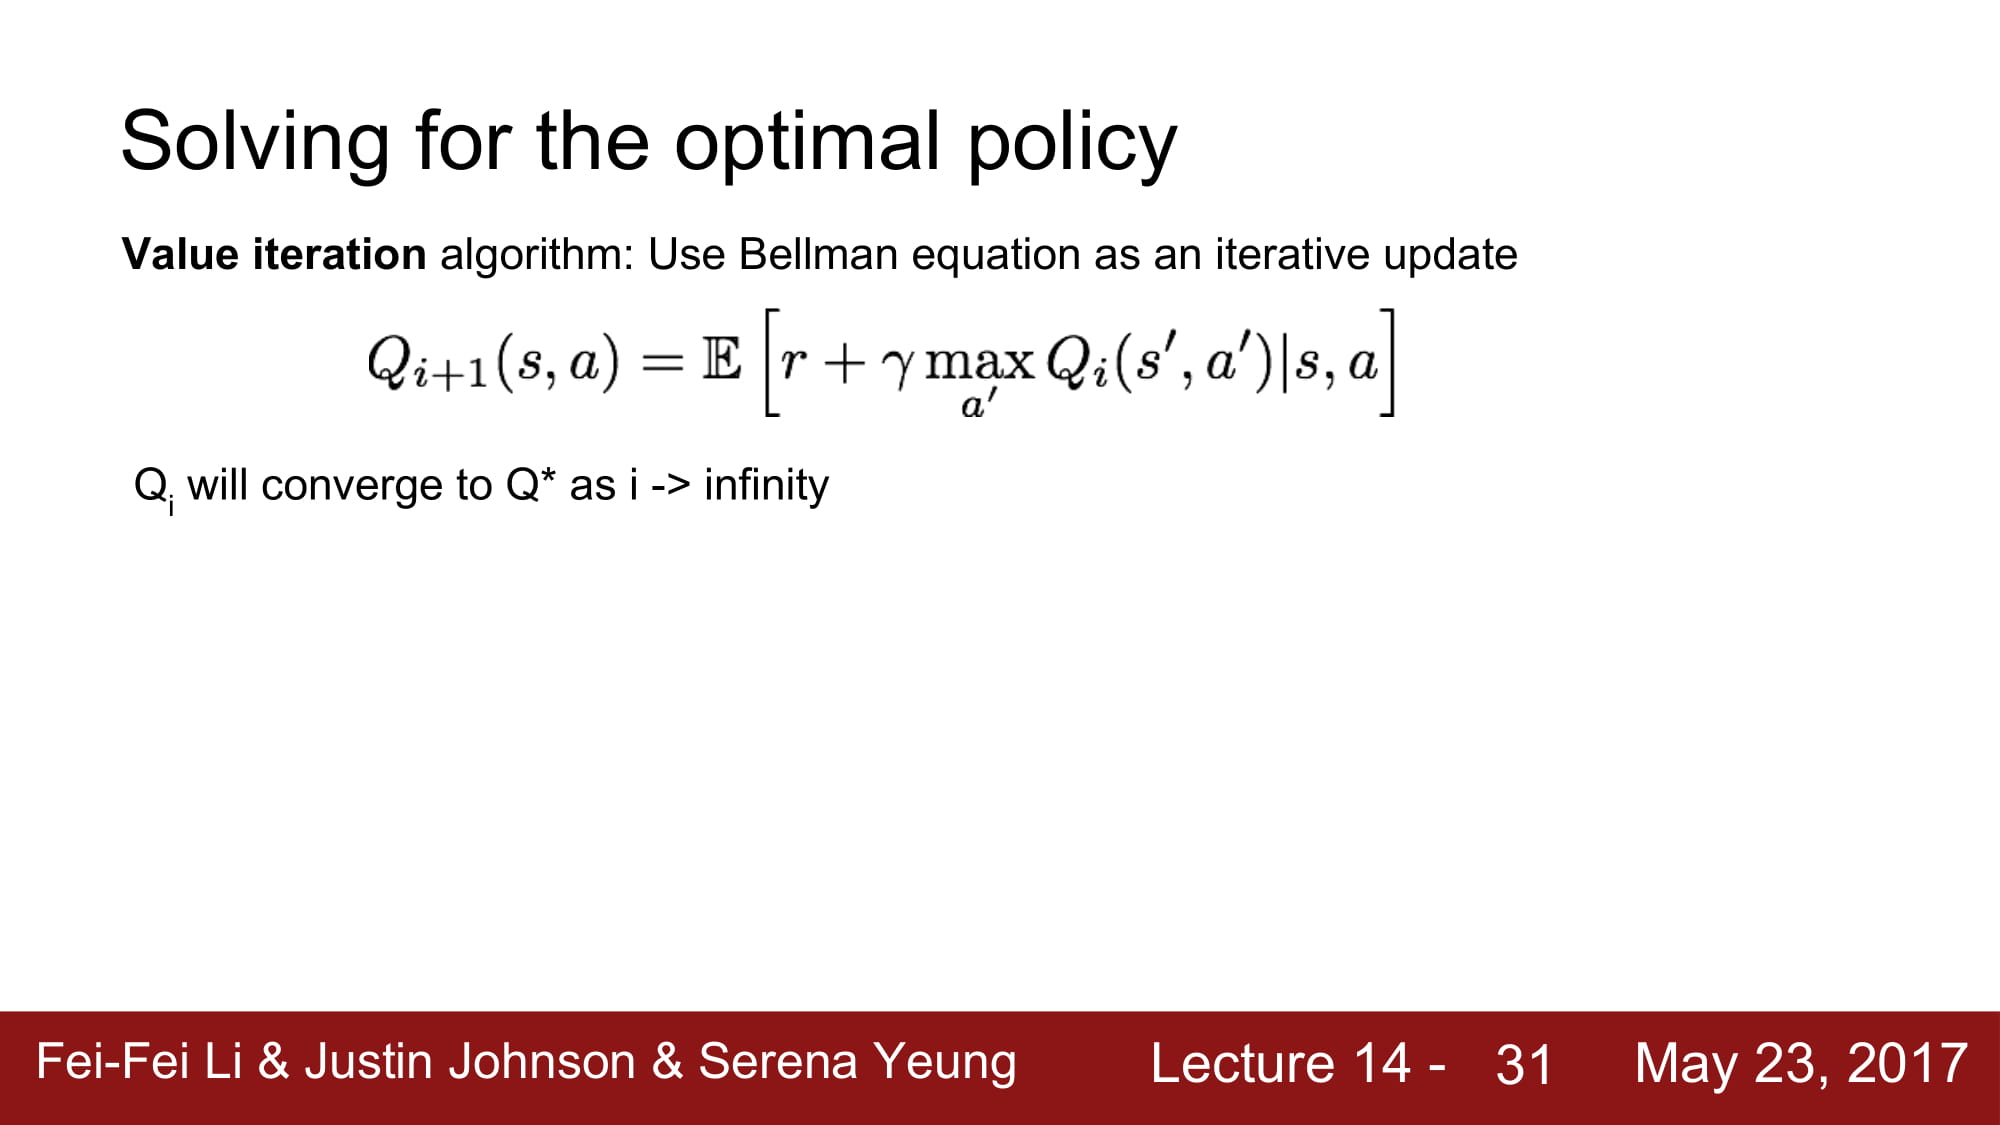 Solving for the optimal policy
Value iteration algorithm: Use Bellman equation as an iterative update
$Q_{i+1}(s, a) = \mathbb{E}\left[r + \gamma \max_{a'} Q_i(s', a') | s, a\right]$
Q_i will converge to Q* as i -> infinity
Fei-Fei Li & Justin Johnson & Serena Yeung Lecture 14 - 31 May 23, 2017